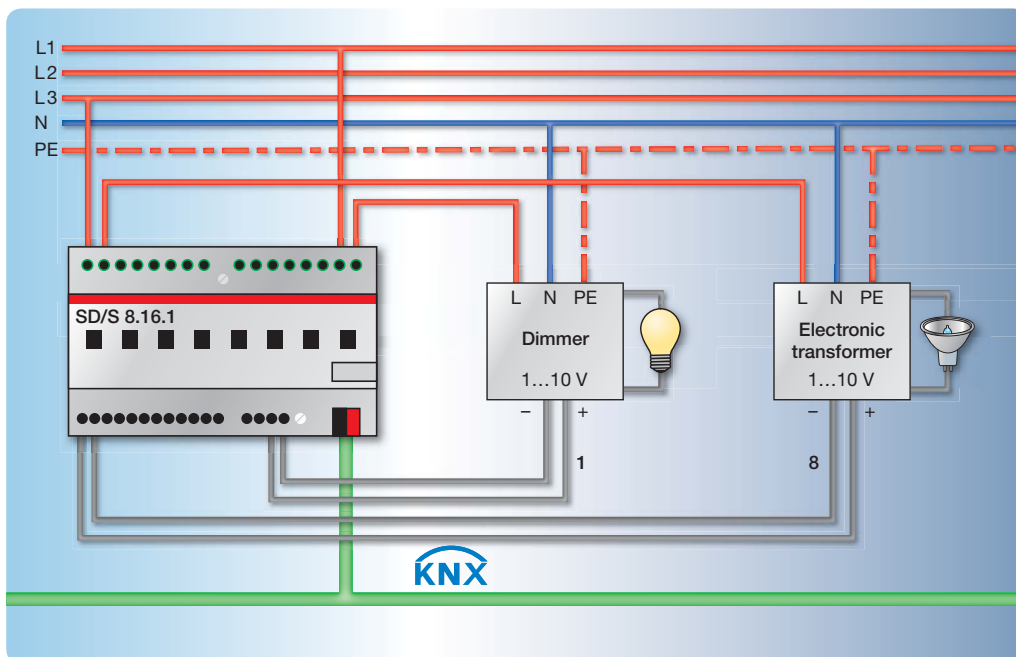 L1
L2
L3
N
PE
SD/S 8.16.1
L N PE
Dimmer
1...10 V
– +
1
L N PE
Electronic
transformer
1...10 V
– +
8
KNX